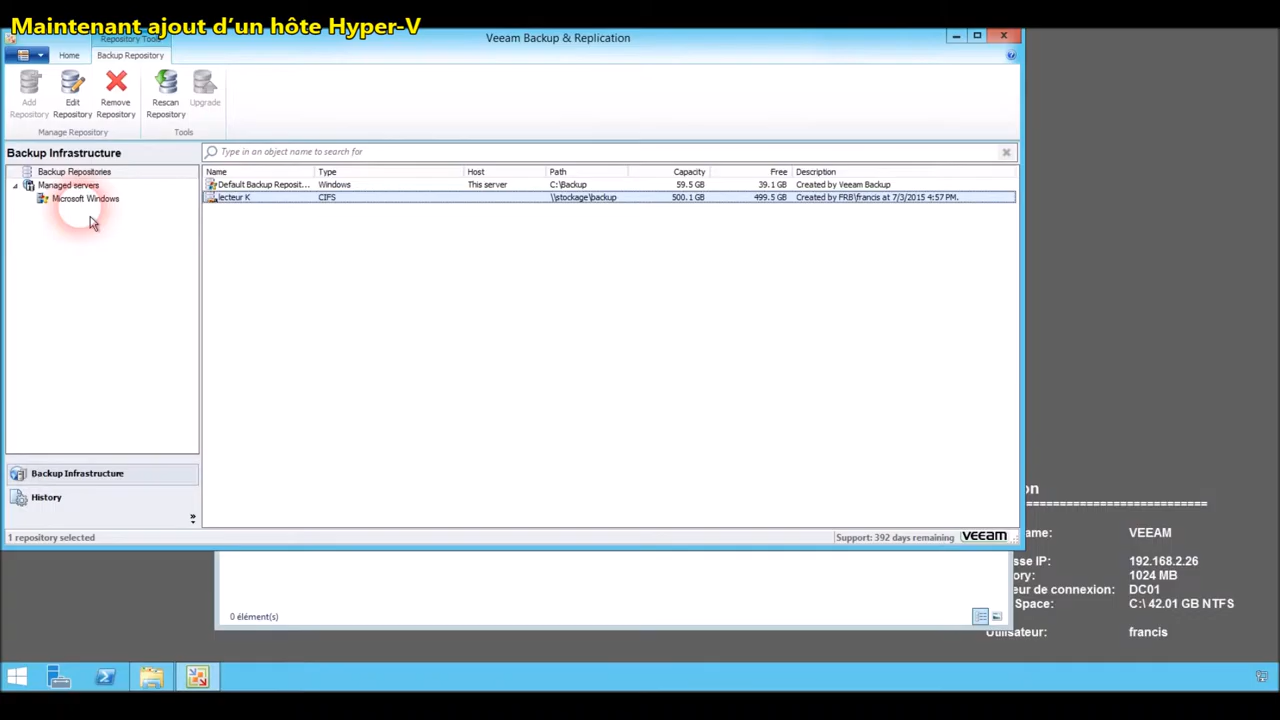 Maintenant ajout d'un hôte Hyper-V
Repository Tools
Veeam Backup & Replication
Home
Backup Repository
Add Repository
Edit Repository
Remove Repository
Rescan Repository
Upgrade
Manage Repository
Tools
Backup Infrastructure
Type in an object name to search for
Backup Repositories
Managed servers
Microsoft Windows
Name Type Host Path Capacity Free Description
Default Backup Reposit... Windows This server C:\Backup 59.5 GB 39.1 GB Created by Veeam Backup
lecteur K CIFS \\stockage\backup 500.1 GB 499.5 GB Created by FRB\francis at 7/3/2015 4:57 PM.
Backup Infrastructure
History
1 repository selected
Support: 392 days remaining
veeam
on
==========================
ame: VEEAM
sse IP: 192.168.2.26
ory: 1024 MB
eur de connexion: DC01
Space: C:\ 42.01 GB NTFS
Utilisateur: francis
0 élément(s)